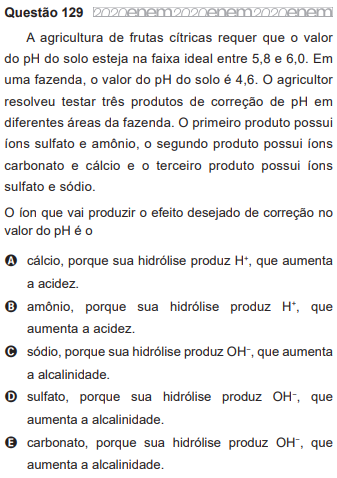 Questão 129 2020enem2020enem2020enem
A agricultura de frutas cítricas requer que o valor
do pH do solo esteja na faixa ideal entre 5,8 e 6,0. Em
uma fazenda, o valor do pH do solo é 4,6. O agricultor
resolveu testar três produtos de correção de pH em
diferentes áreas da fazenda. O primeiro produto possui
íons sulfato e amônio, o segundo produto possui íons
carbonato e cálcio e o terceiro produto possui íons
sulfato e sódio.
O íon que vai produzir o efeito desejado de correção no
valor do pH é o
A cálcio, porque sua hidrólise produz H⁺, que aumenta
a acidez.
B amônio, porque sua hidrólise produz H⁺, que
aumenta a acidez.
C sódio, porque sua hidrólise produz OH⁻, que aumenta
a alcalinidade.
D sulfato, porque sua hidrólise produz OH⁻, que
aumenta a alcalinidade.
E carbonato, porque sua hidrólise produz OH⁻, que
aumenta a alcalinidade.